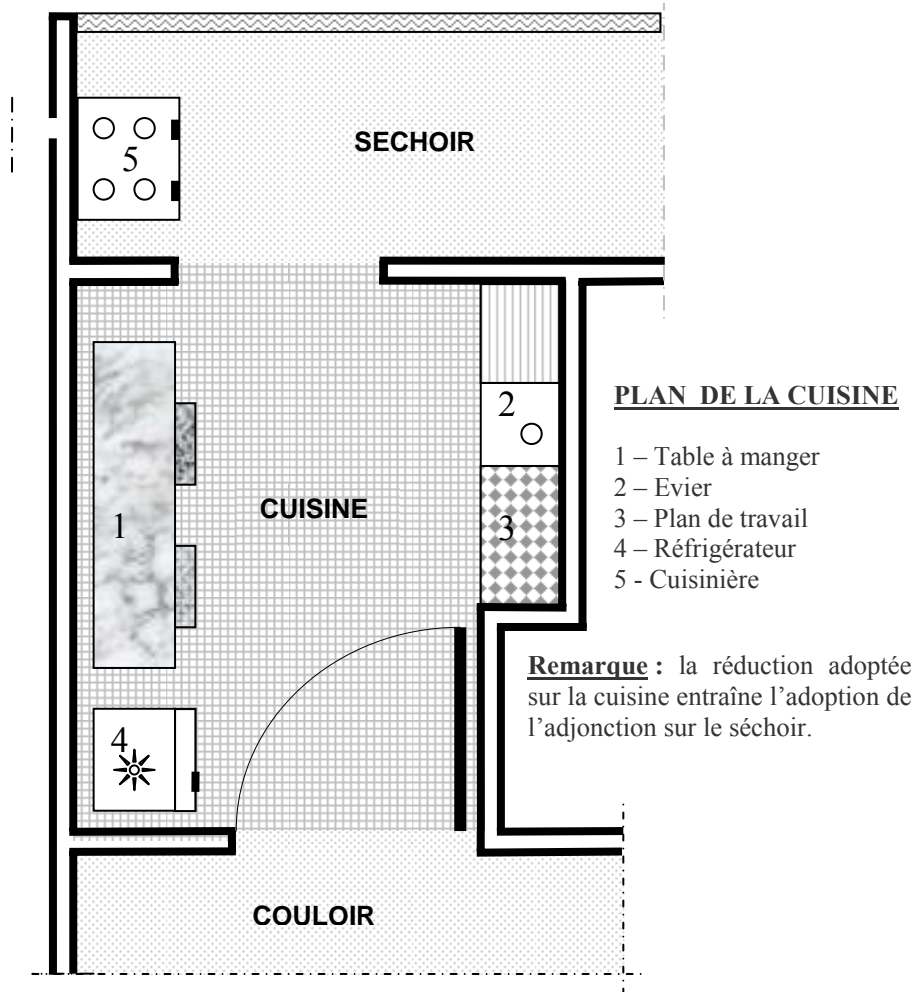 SECHOIR
5
PLAN DE LA CUISINE
2
1 – Table à manger
2 – Evier
CUISINE
1
3
3 – Plan de travail
4 – Réfrigérateur
5 - Cuisinière
Remarque : la réduction adoptée
sur la cuisine entraîne l’adoption de
l’adjonction sur le séchoir.
4
COULOIR